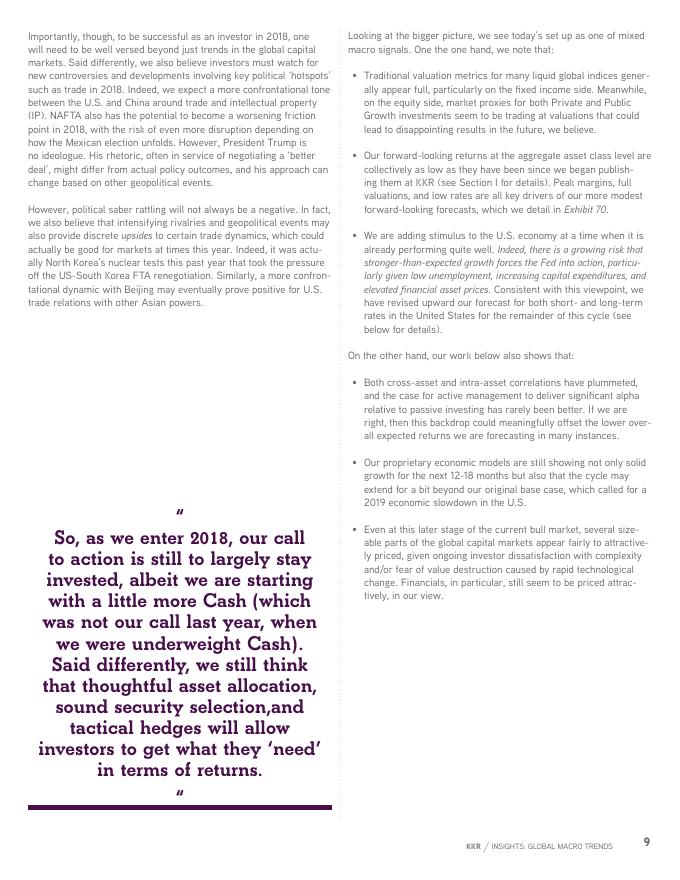 Importantly, though, to be successful as an investor in 2018, one
will need to be well versed beyond just trends in the global capital
markets. Said differently, we also believe investors must watch for
new controversies and developments involving key political ‘hotspots’
such as trade in 2018. Indeed, we expect a more confrontational tone
between the U.S. and China around trade and intellectual property
(IP). NAFTA also has the potential to become a worsening friction
point in 2018, with the risk of even more disruption depending on
how the Mexican election unfolds. However, President Trump is
no ideologue. His rhetoric, often in service of negotiating a ‘better
deal’, might differ from actual policy outcomes, and his approach can
change based on other geopolitical events.
However, political saber rattling will not always be a negative. In fact,
we also believe that intensifying rivalries and geopolitical events may
also provide discrete upsides to certain trade dynamics, which could
actually be good for markets at times this year. Indeed, it was actu-
ally North Korea’s nuclear tests this past year that took the pressure
off the US-South Korea FTA renegotiation. Similarly, a more confron-
tational dynamic with Beijing may eventually prove positive for U.S.
trade relations with other Asian powers.
“
So, as we enter 2018, our call
to action is still to largely stay
invested, albeit we are starting
with a little more Cash (which
was not our call last year, when
we were underweight Cash).
Said differently, we still think
that thoughtful asset allocation,
sound security selection,and
tactical hedges will allow
investors to get what they ‘need’
in terms of returns.
“
Looking at the bigger picture, we see today’s set up as one of mixed
macro signals. One the one hand, we note that:
• Traditional valuation metrics for many liquid global indices gener-
ally appear full, particularly on the fixed income side. Meanwhile,
on the equity side, market proxies for both Private and Public
Growth investments seem to be trading at valuations that could
lead to disappointing results in the future, we believe.
• Our forward-looking returns at the aggregate asset class level are
collectively as low as they have been since we began publish-
ing them at KKR (see Section I for details). Peak margins, full
valuations, and low rates are all key drivers of our more modest
forward-looking forecasts, which we detail in Exhibit 70.
• We are adding stimulus to the U.S. economy at a time when it is
already performing quite well. Indeed, there is a growing risk that
stronger-than-expected growth forces the Fed into action, particu-
larly given low unemployment, increasing capital expenditures, and
elevated financial asset prices. Consistent with this viewpoint, we
have revised upward our forecast for both short- and long-term
rates in the United States for the remainder of this cycle (see
below for details).
On the other hand, our work below also shows that:
• Both cross-asset and intra-asset correlations have plummeted,
and the case for active management to deliver significant alpha
relative to passive investing has rarely been better. If we are
right, then this backdrop could meaningfully offset the lower over-
all expected returns we are forecasting in many instances.
• Our proprietary economic models are still showing not only solid
growth for the next 12-18 months but also that the cycle may
extend for a bit beyond our original base case, which called for a
2019 economic slowdown in the U.S.
• Even at this later stage of the current bull market, several size-
able parts of the global capital markets appear fairly to attractive-
ly priced, given ongoing investor dissatisfaction with complexity
and/or fear of value destruction caused by rapid technological
change. Financials, in particular, still seem to be priced attrac-
tively, in our view.
KKR / INSIGHTS: GLOBAL MACRO TRENDS 9